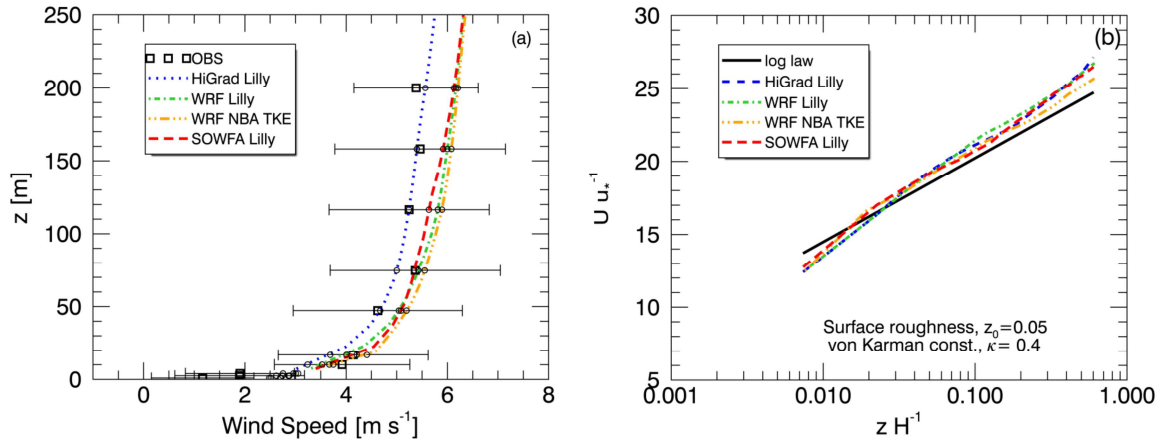 250
200
150
100
50
0
z [m]
0
2
4
6
8
Wind Speed [m s-1]
(a)
OBS
HiGrad Lilly
WRF Lilly
WRF NBA TKE
SOWFA Lilly
30
25
20
15
10
5
U u*-1
0.001
0.010
0.100
1.000
z H-1
(b)
log law
HiGrad Lilly
WRF Lilly
WRF NBA TKE
SOWFA Lilly
Surface roughness, z0=0.05
von Karman const., κ= 0.4